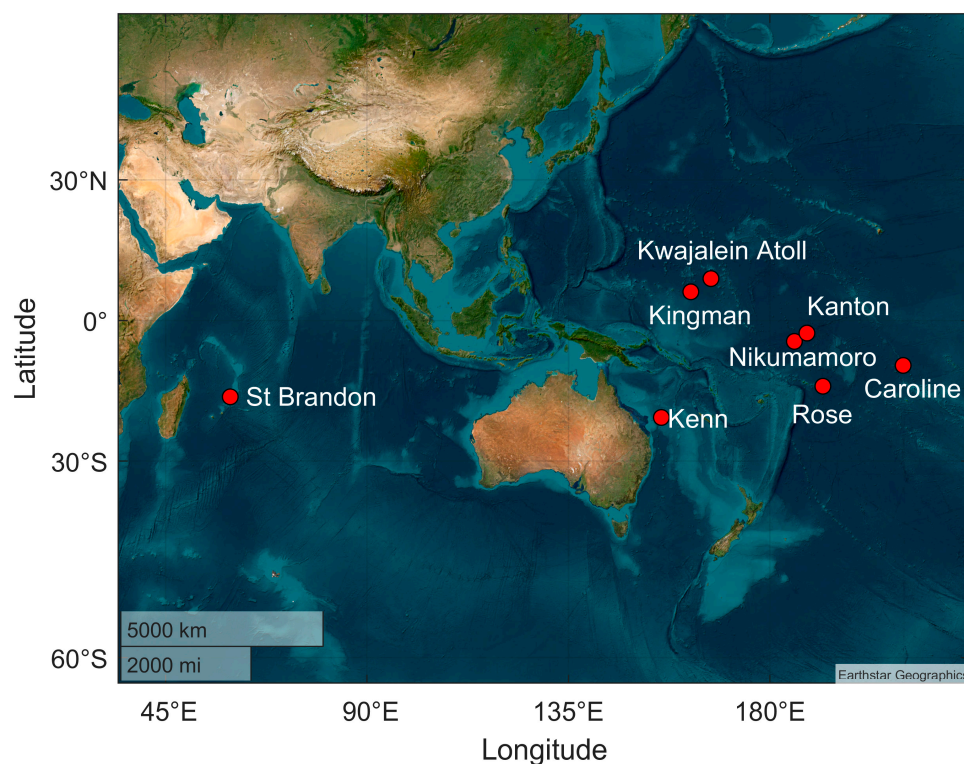 30°N
0°
30°S
60°S
Latitude
Kwajalein Atoll
Kingman
Kanton
Nikumamoro
Caroline
Rose
Kenn
St Brandon
5000 km
2000 mi
Earthstar Geographics
45°E
90°E
135°E
180°E
Longitude